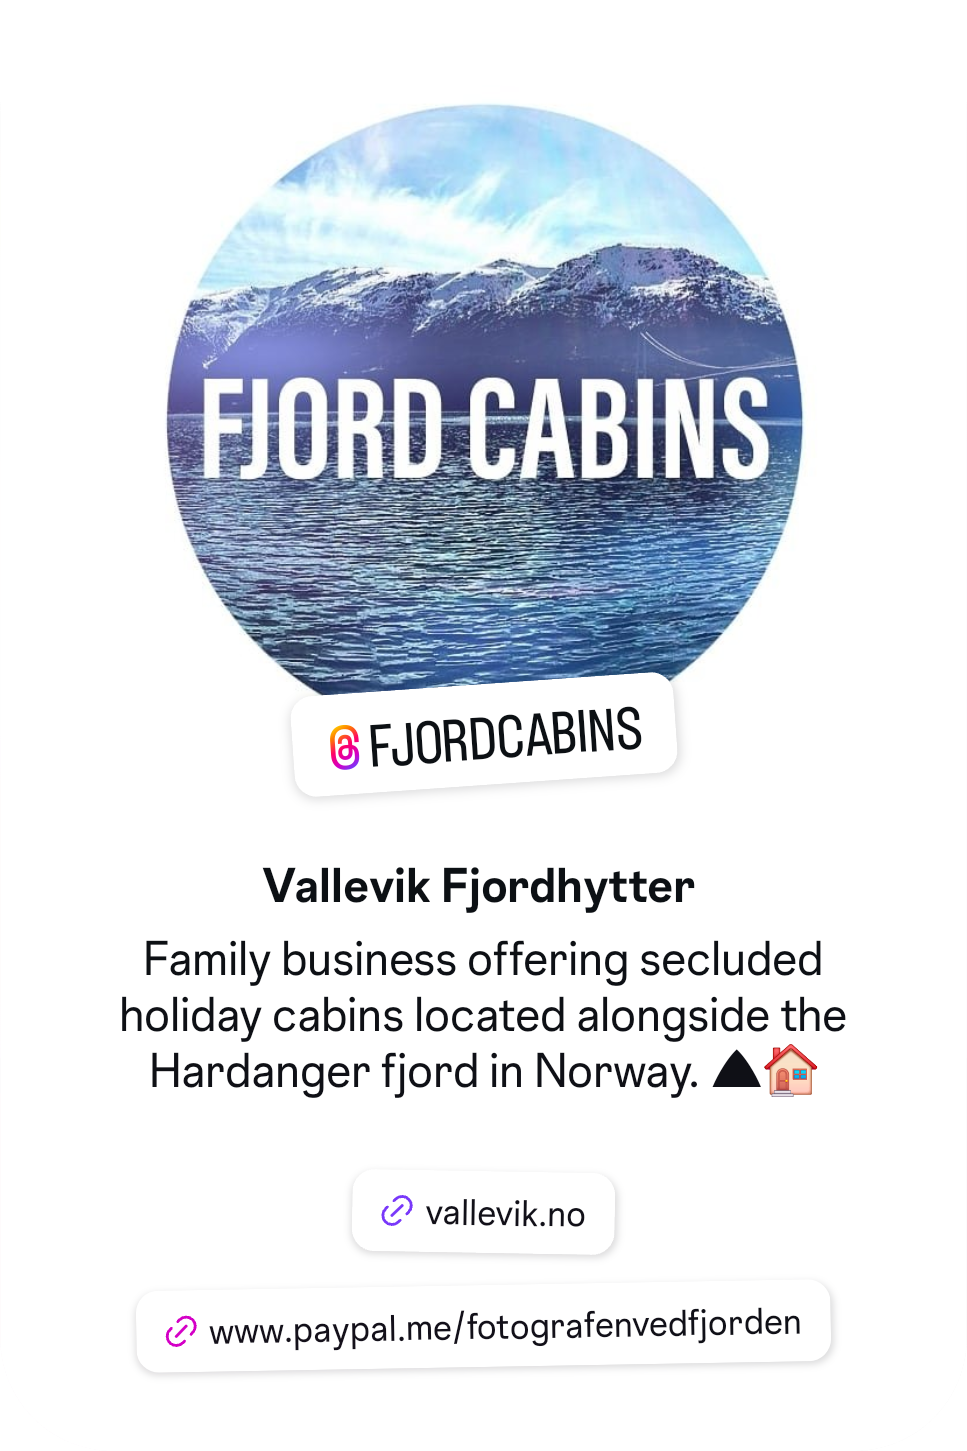 FJORD CABINS
FJORDCABINS
Vallevik Fjordhytter
Family business offering secluded
holiday cabins located alongside the
Hardanger fjord in Norway. ⛰🏠
vallevik.no
www.paypal.me/fotografenvedfjorden